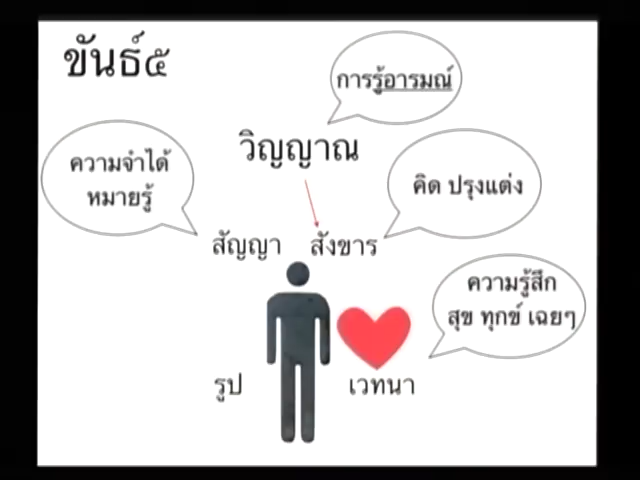 ขันธ์๕
การรู้อารมณ์
วิญญาณ
ความจำได้
หมายรู้
คิด ปรุงแต่ง
สัญญา
สังขาร
ความรู้สึก
สุข ทุกข์ เฉยๆ
รูป
เวทนา